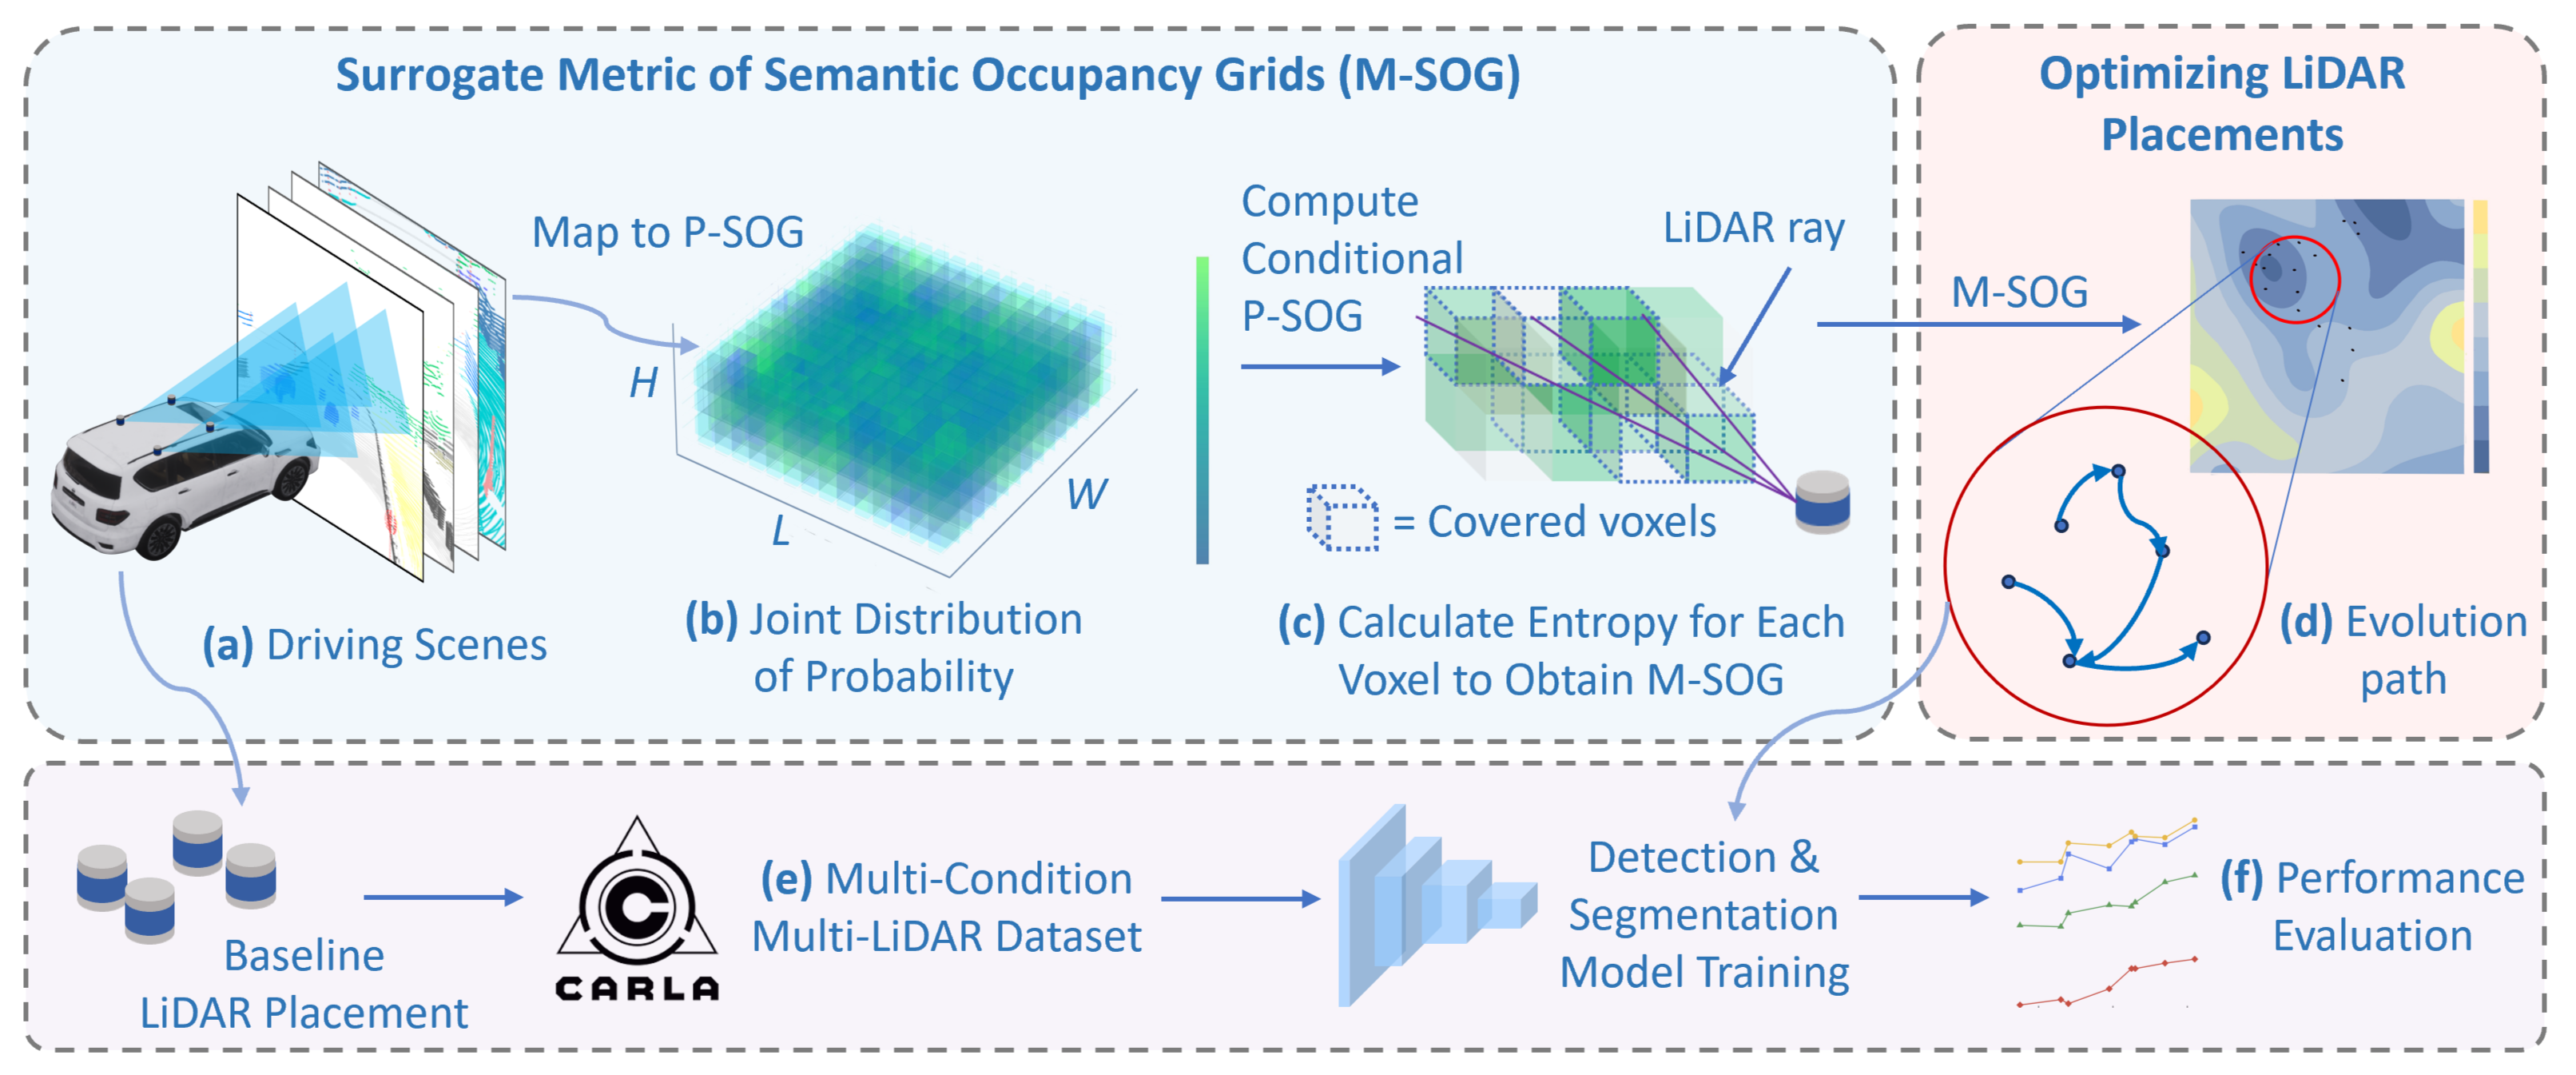 Surrogate Metric of Semantic Occupancy Grids (M-SOG)
Map to P-SOG
H
L
W
(a) Driving Scenes
(b) Joint Distribution
of Probability
Compute
Conditional
P-SOG
LiDAR ray
= Covered voxels
(c) Calculate Entropy for Each
Voxel to Obtain M-SOG
Optimizing LiDAR
Placements
M-SOG
(d) Evolution
path
Baseline
LiDAR Placement
CARLA
(e) Multi-Condition
Multi-LiDAR Dataset
Detection &
Segmentation
Model Training
(f) Performance
Evaluation